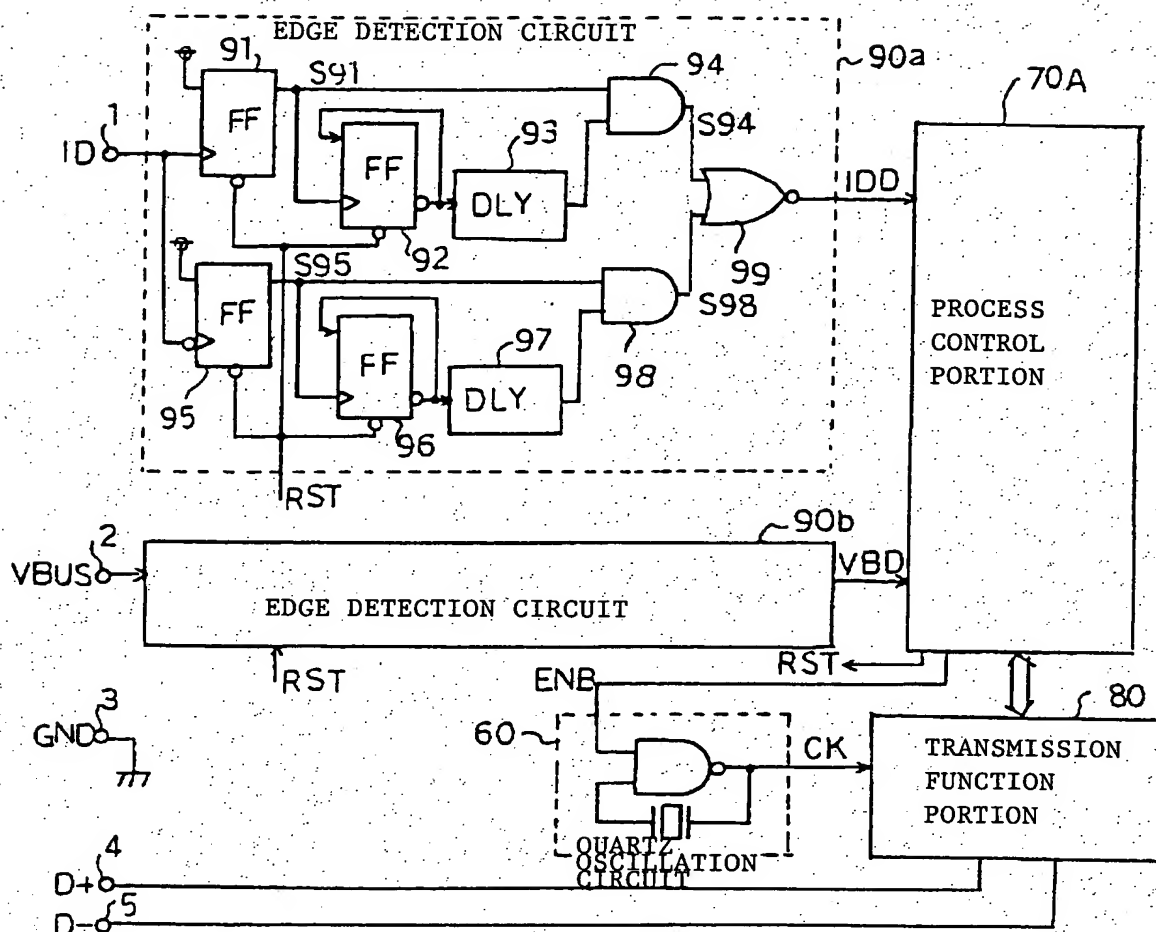 EDGE DETECTION CIRCUIT
90a
91
S91
94
70A
1
ID
FF
FF
93
DLY
S94
IDD
92
99
S95
S98
FF
FF
97
DLY
98
95
96
RST
PROCESS
CONTROL
PORTION
90b
2
VBUS
EDGE DETECTION CIRCUIT
VBD
RST
RST
ENB
3
GND
60
CK
80
TRANSMISSION
FUNCTION
PORTION
QUARTZ
OSCILLATION
CIRCUIT
4
D+
5
D-